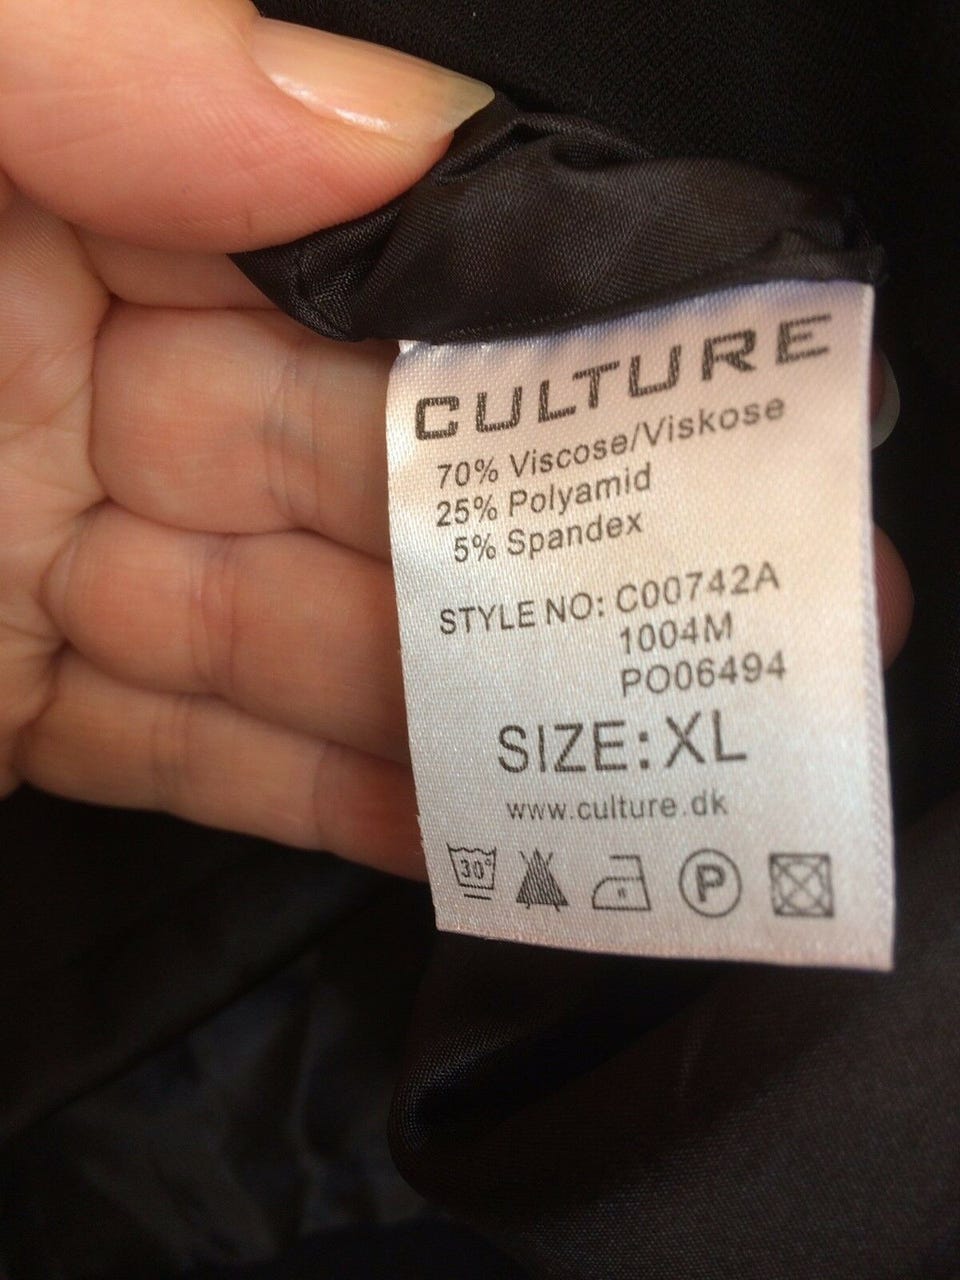 CULTURE
70% Viscose/Viskose
25% Polyamid
5% Spandex
STYLE NO: C00742A
1004M
PO06494
SIZE: XL
www.culture.dk
30°
P